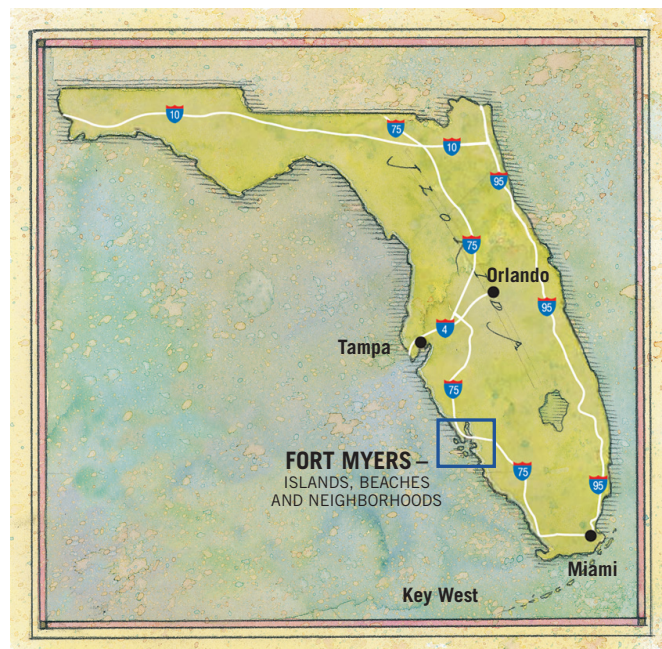 10
75
10
95
FLORIDA
75
Orlando
95
4
Tampa
75
FORT MYERS –
ISLANDS, BEACHES
AND NEIGHBORHOODS
75
95
Miami
Key West